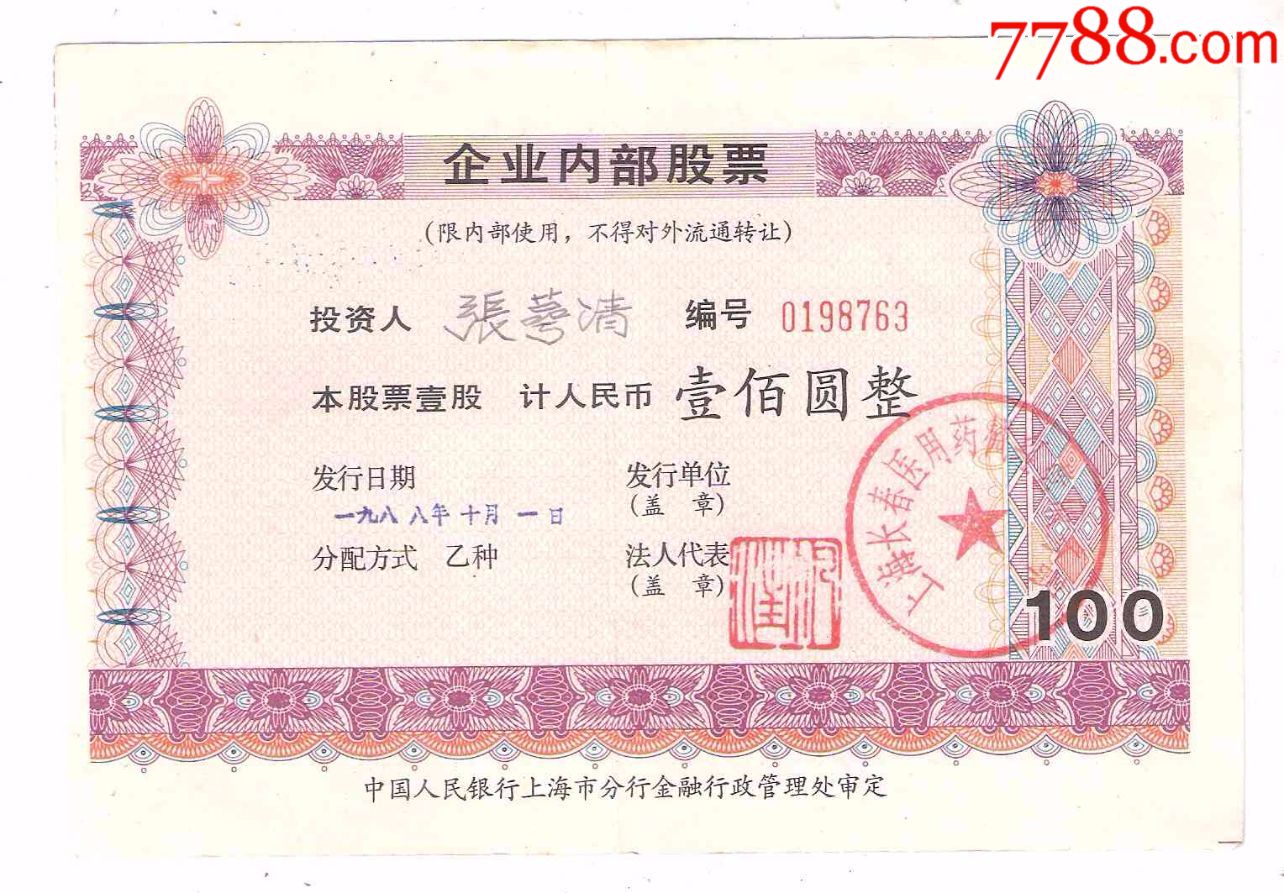 7788.com
企业内部股票
(限内部使用，不得对外流通转让)
投资人 張 清 编号 0198763
本股票壹股 计人民币 壹佰圆整
发行日期 发行单位
(盖 章)
一九八八年十月一日
分配方式 乙种 法人代表
(盖 章)
上海长春医用药
100
中国人民银行上海市分行金融行政管理处审定